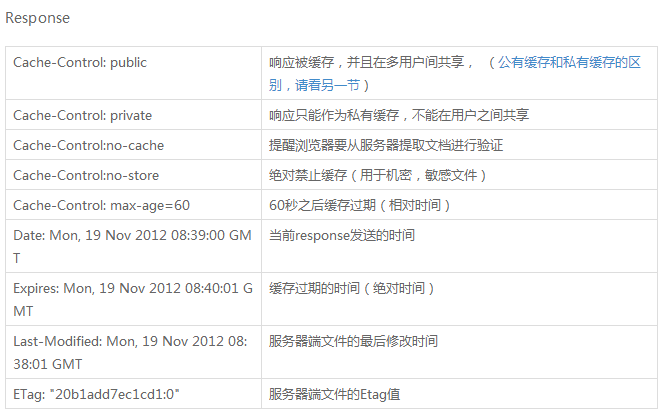 Response
Cache-Control: public
响应被缓存，并且在多用户间共享， （公有缓存和私有缓存的区
别，请看另一节）
Cache-Control: private
响应只能作为私有缓存，不能在用户之间共享
Cache-Control:no-cache
提醒浏览器要从服务器提取文档进行验证
Cache-Control:no-store
绝对禁止缓存（用于机密，敏感文件）
Cache-Control: max-age=60
60秒之后缓存过期（相对时间）
Date: Mon, 19 Nov 2012 08:39:00 GM
T
当前response发送的时间
Expires: Mon, 19 Nov 2012 08:40:01 G
MT
缓存过期的时间（绝对时间）
Last-Modified: Mon, 19 Nov 2012 08:
38:01 GMT
服务器端文件的最后修改时间
ETag: "20b1add7ec1cd1:0"
服务器端文件的Etag值